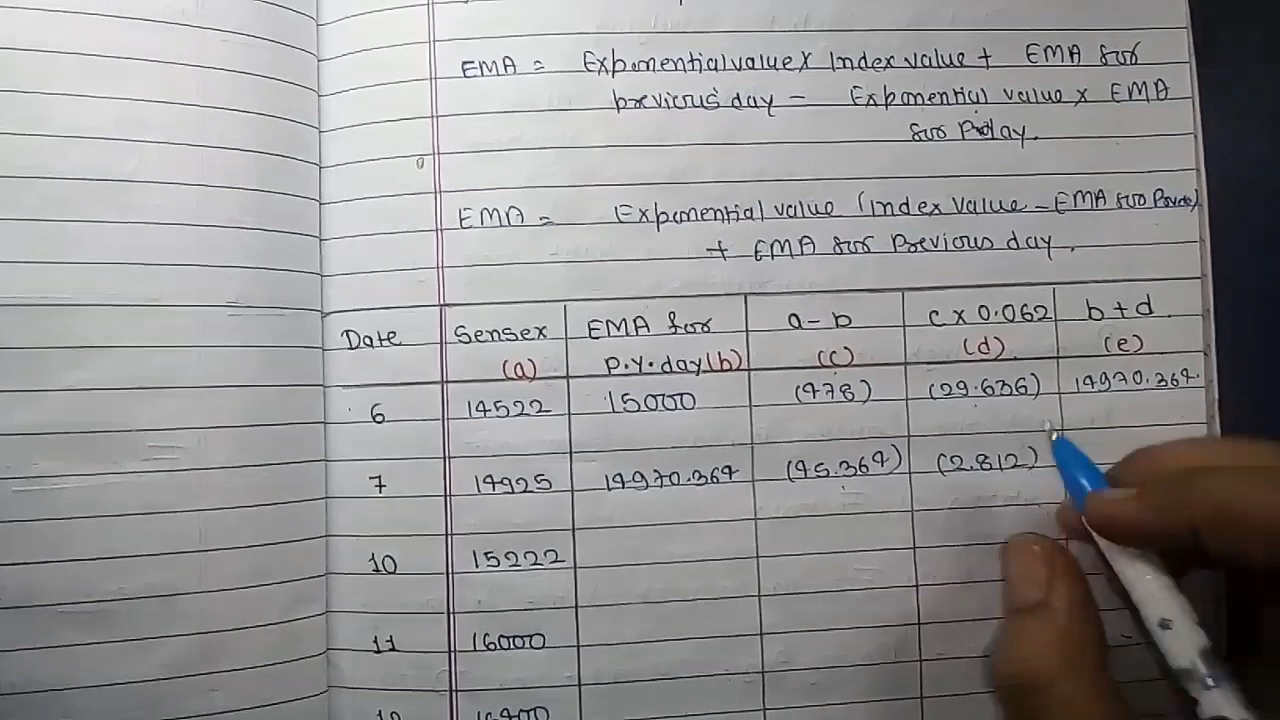 EMA = Exponential value x Index value + EMA for
previous day - Exponential value x EMA
for P.day.
EMA = Exponential value (Index value - EMA for
+ EMA for Previous day.
Date Sensex EMA for a-b c x 0.062 b+d
(a) P.Y.day(b) (c) (d) (e)
6 14522 15000 (478) (29.636) 14970.364.
7 14925 14970.364 (45.364) (2.812)
10 15222
11 16000